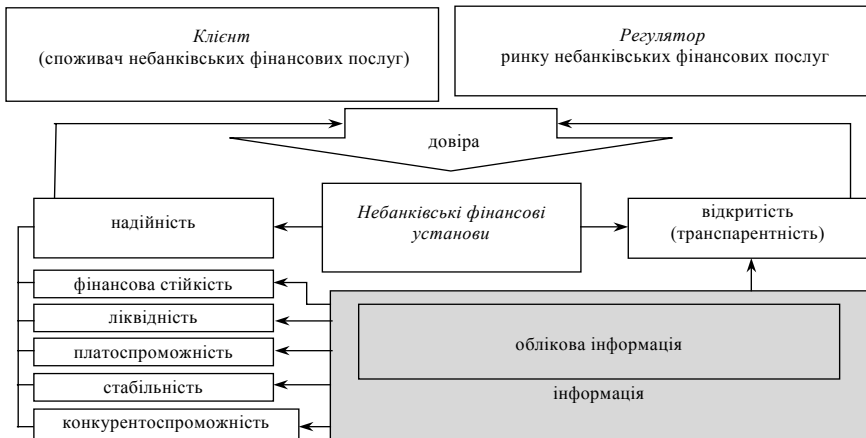 Клієнт
(споживач небанківських фінансових послуг)
Регулятор
ринку небанківських фінансових послуг
довіра
надійність
Небанківські фінансові
установи
відкритість
(транспарентність)
фінансова стійкість
ліквідність
платоспроможність
стабільність
конкурентоспроможність
облікова інформація
інформація